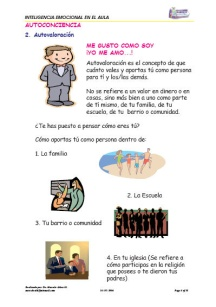 INTELIGENCIA EMOCIONAL EN EL AULA
AUTOCONCIENCIA
2. Autovaloración
ME GUSTO COMO SOY
¡YO ME AMO...!
Autovaloración es el concepto de que
cuánto vales y aportas tú como persona
para ti y los/las demás.
No se refiere a un valor en dinero o en
cosas, sino más bien a uno como parte
de ti mismo, de tu familia, de tu
escuela, de tu barrio o comunidad.
¿Te has puesto a pensar cómo eres tú?
Cómo aportas tú como persona dentro de
1. La familia
2. La Escuela
3. Tu barrio o comunidad
4. En tu iglesia (Se refiere a
cómo participas en la religión
que posees o te dieron tus
padres)